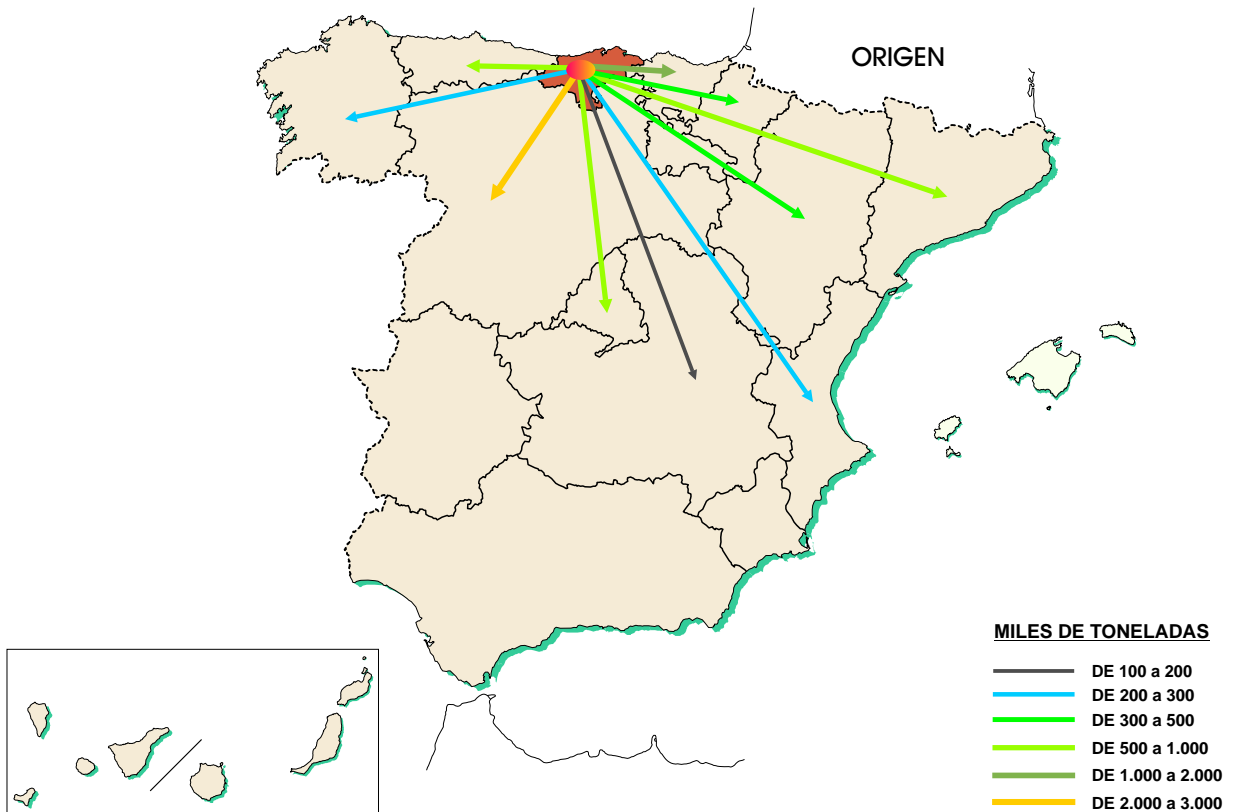 ORIGEN
MILES DE TONELADAS
DE 100 a 200
DE 200 a 300
DE 300 a 500
DE 500 a 1.000
DE 1.000 a 2.000
DE 2.000 a 3.000